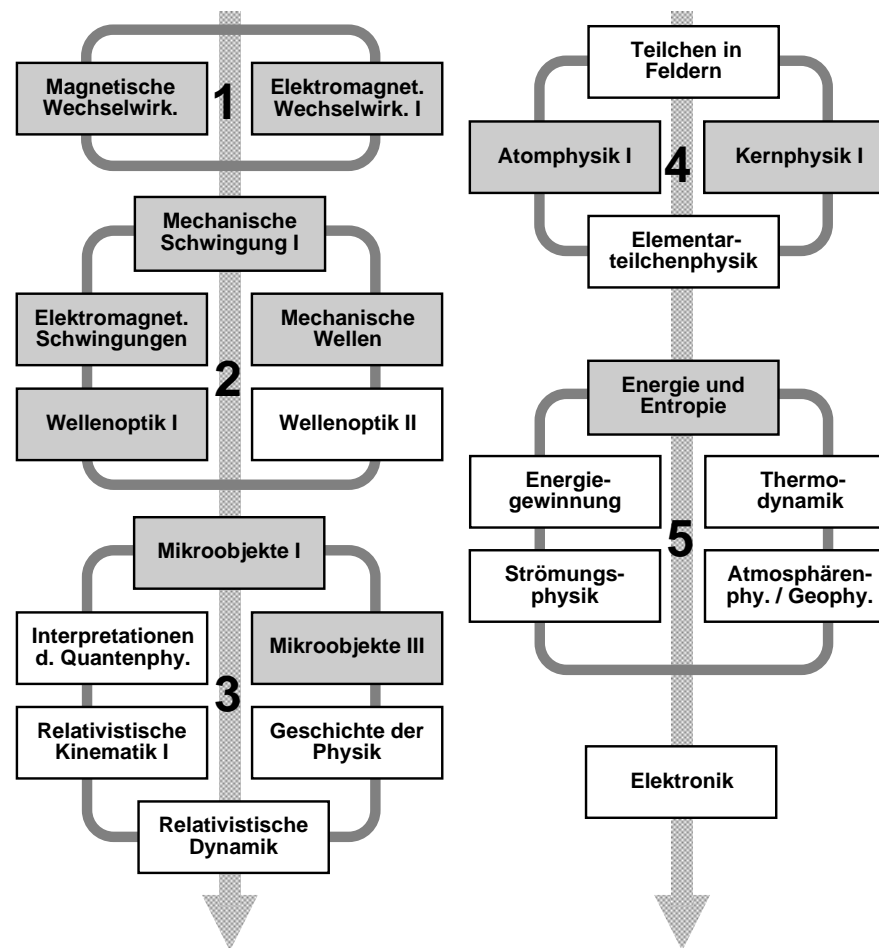 Magnetische
Wechselwirk.
1
Elektromagnet.
Wechselwirk. I
Mechanische
Schwingung I
Elektromagnet.
Schwingungen
Mechanische
Wellen
2
Wellenoptik I
Wellenoptik II
Mikroobjekte I
Interpretationen
d. Quantenphy.
Mikroobjekte III
3
Relativistische
Kinematik I
Geschichte der
Physik
Relativistische
Dynamik
Teilchen in
Feldern
Atomphysik I
4
Kernphysik I
Elementar-
teilchenphysik
Energie und
Entropie
Energie-
gewinnung
Thermo-
dynamik
5
Strömungs-
physik
Atmosphären-
phy. / Geophy.
Elektronik